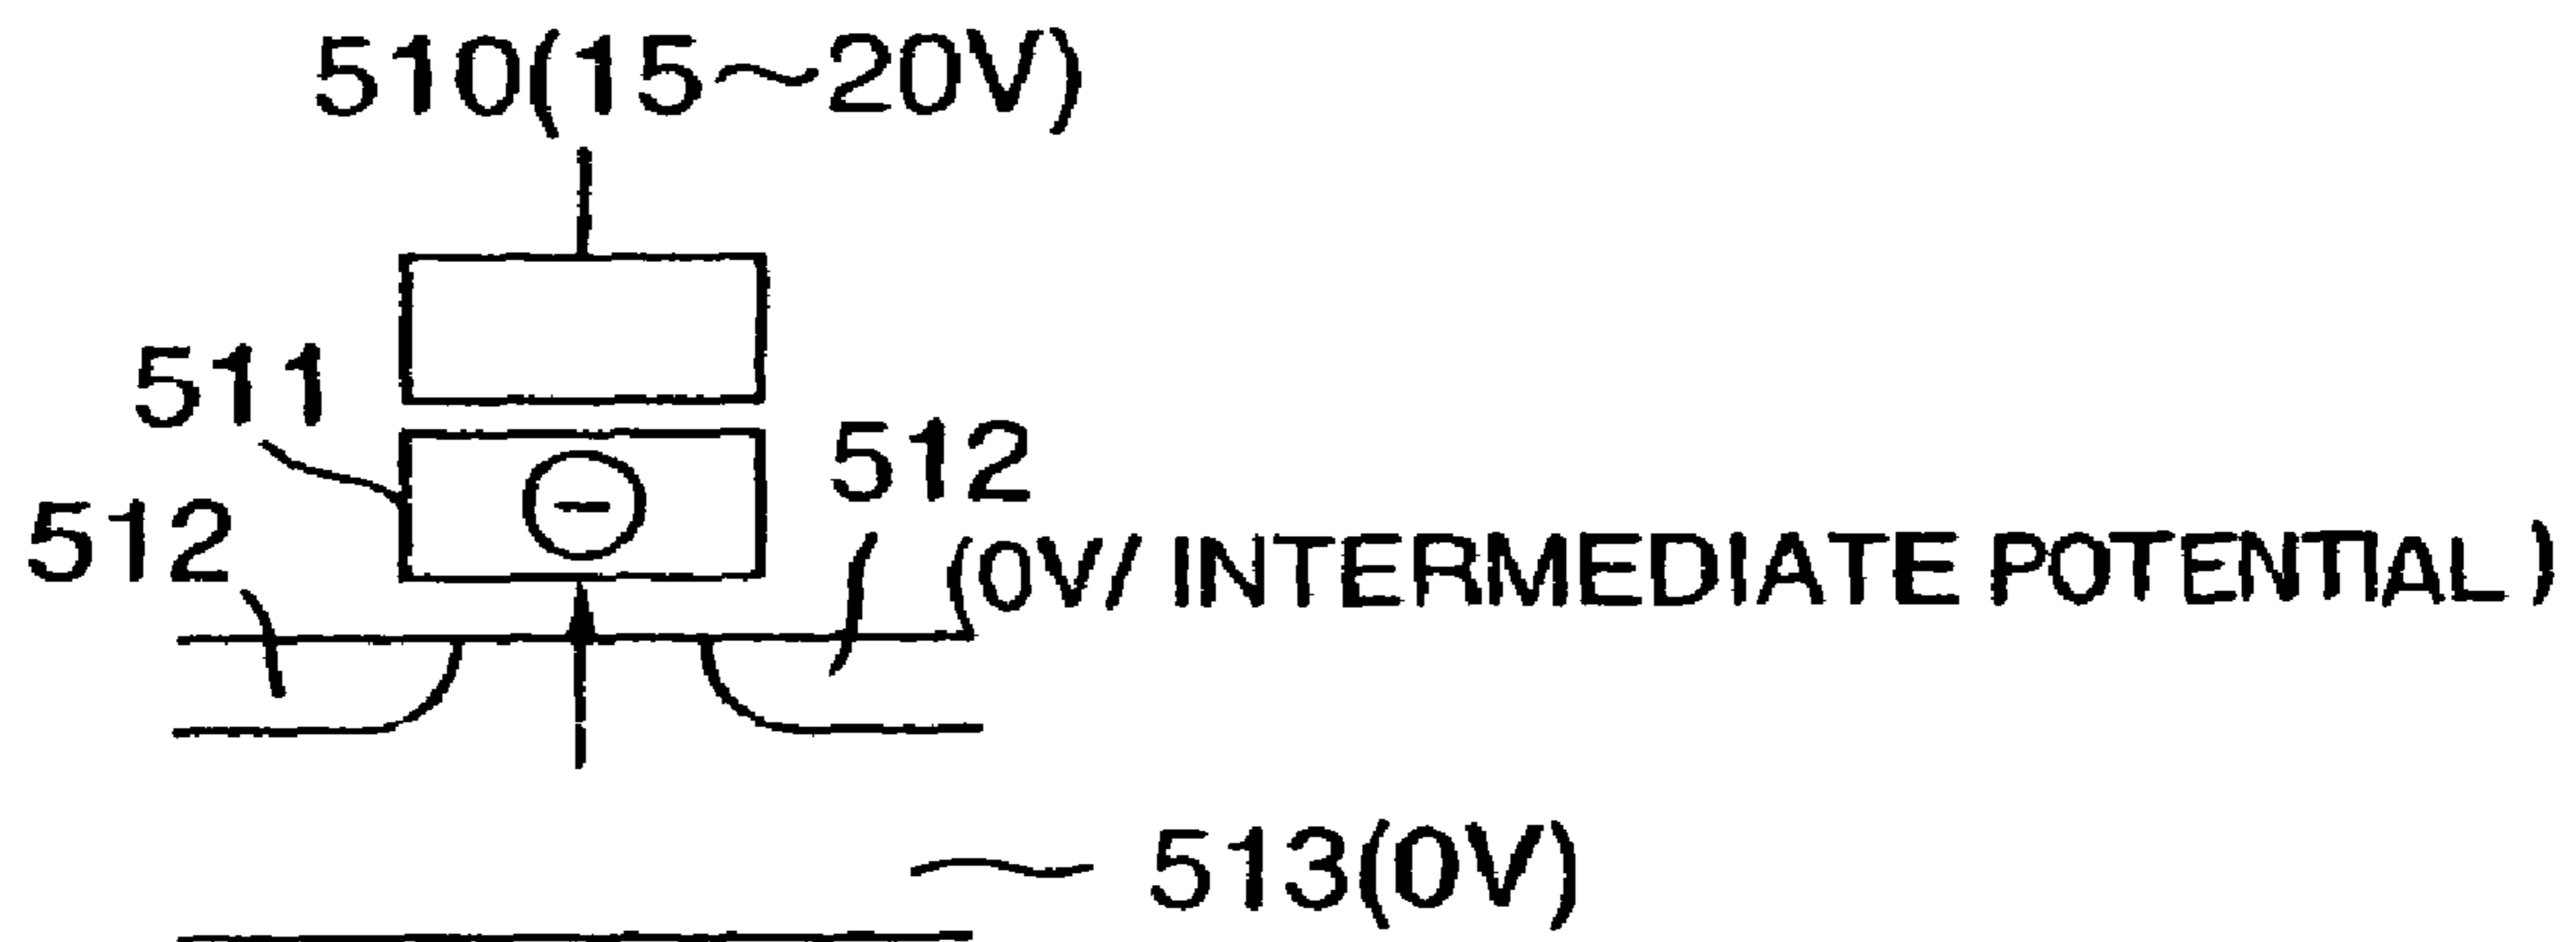 510(15~20V)
511
512
512
(0V/ INTERMEDIATE POTENTIAL)
513(0V)